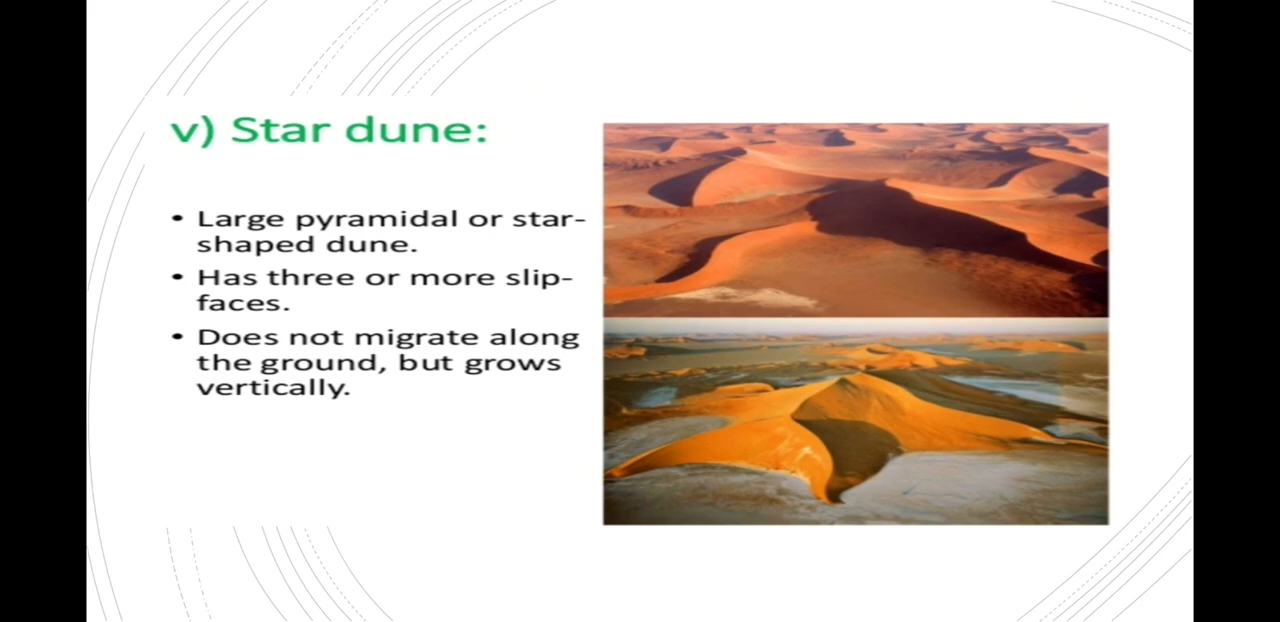 v) Star dune:
• Large pyramidal or star-
shaped dune.
• Has three or more slip-
faces.
• Does not migrate along
the ground, but grows
vertically.